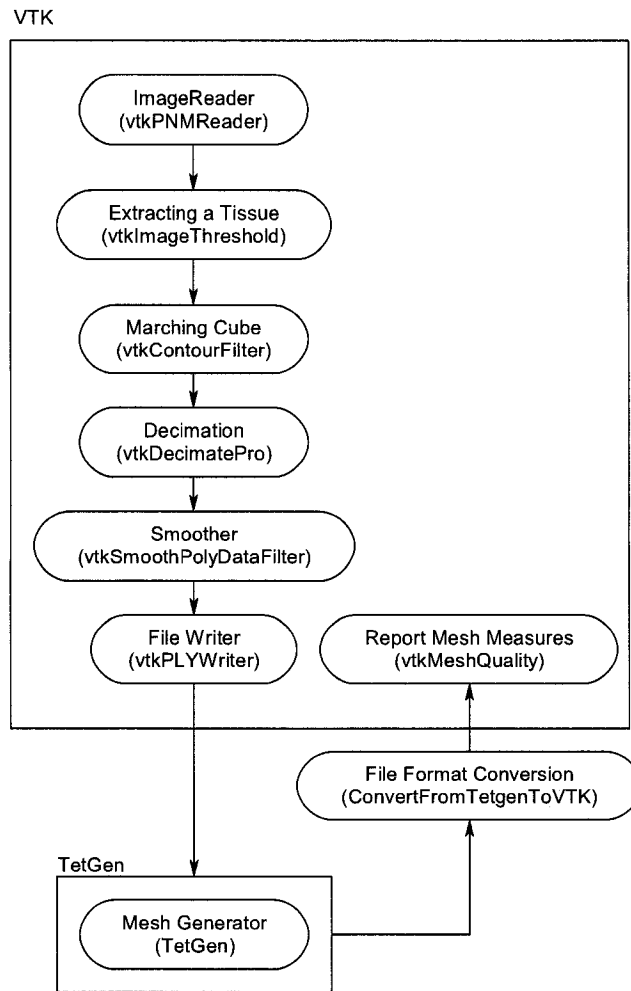 VTK
ImageReader
(vtkPNMReader)
Extracting a Tissue
(vtkImageThreshold)
Marching Cube
(vtkContourFilter)
Decimation
(vtkDecimatePro)
Smoother
(vtkSmoothPolyDataFilter)
File Writer
(vtkPLYWriter)
Report Mesh Measures
(vtkMeshQuality)
File Format Conversion
(ConvertFromTetgenToVTK)
TetGen
Mesh Generator
(TetGen)